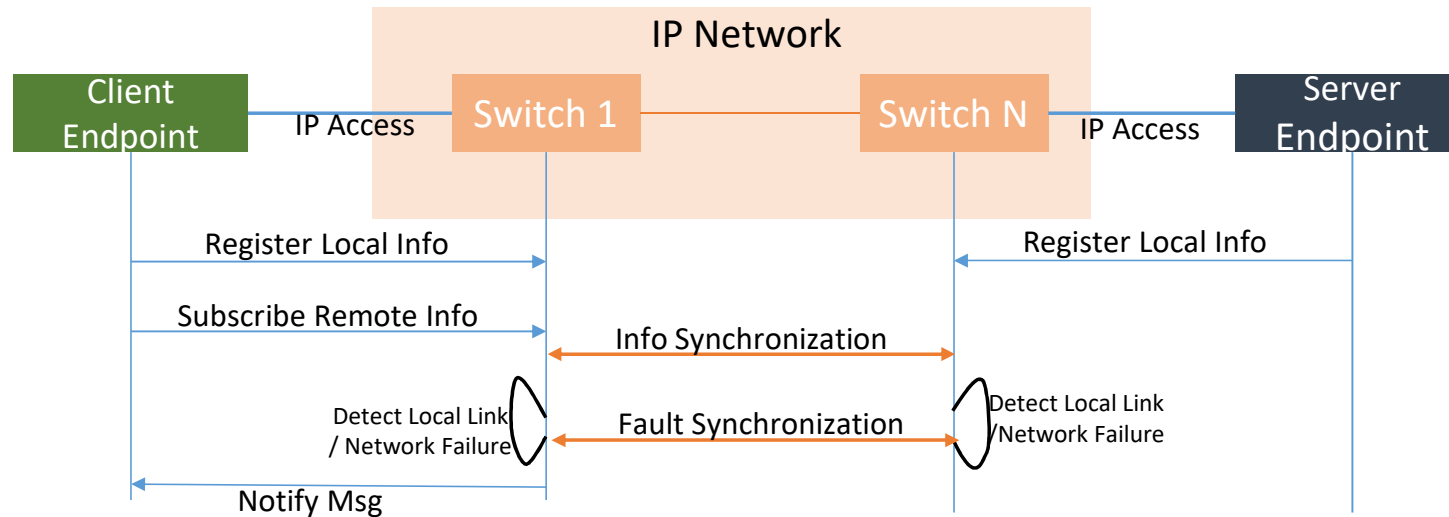 IP Network
Client
Endpoint
IP Access
Switch 1
Switch N
IP Access
Server
Endpoint
Register Local Info
Register Local Info
Subscribe Remote Info
Info Synchronization
Detect Local Link
/ Network Failure
Fault Synchronization
Detect Local Link
/Network Failure
Notify Msg